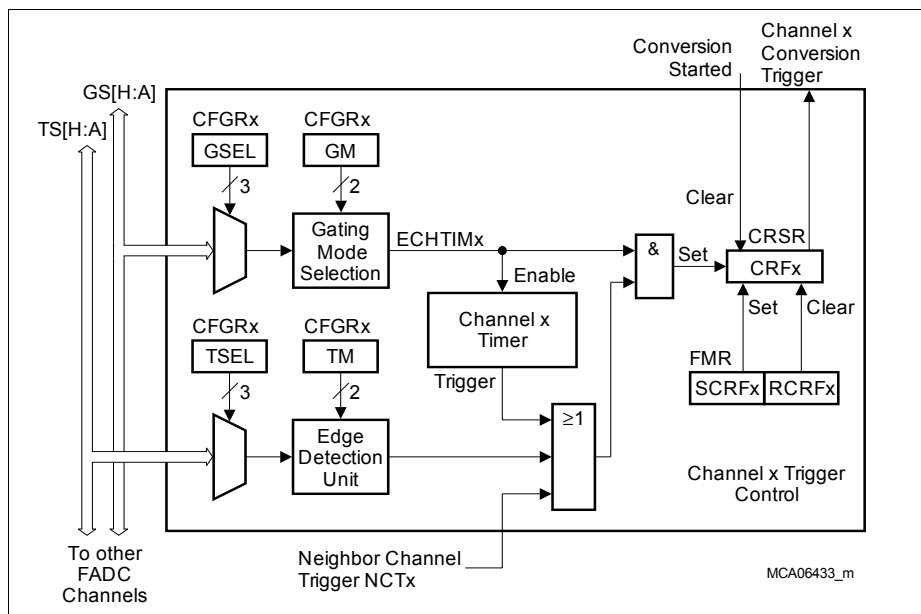 Conversion
Started
Channel x
Conversion
Trigger
GS[H:A]
TS[H:A]
CFGRx
GSEL
3
CFGRx
GM
2
Gating
Mode
Selection
ECHTIMx
Enable
Channel x
Timer
Trigger
&
Set
Clear
CRSR
CRFx
Set
Clear
FMR
SCRFx
RCRFx
CFGRx
TSEL
3
CFGRx
TM
2
Edge
Detection
Unit
≥1
Channel x Trigger
Control
Neighbor Channel
Trigger NCTx
To other
FADC
Channels
MCA06433_m